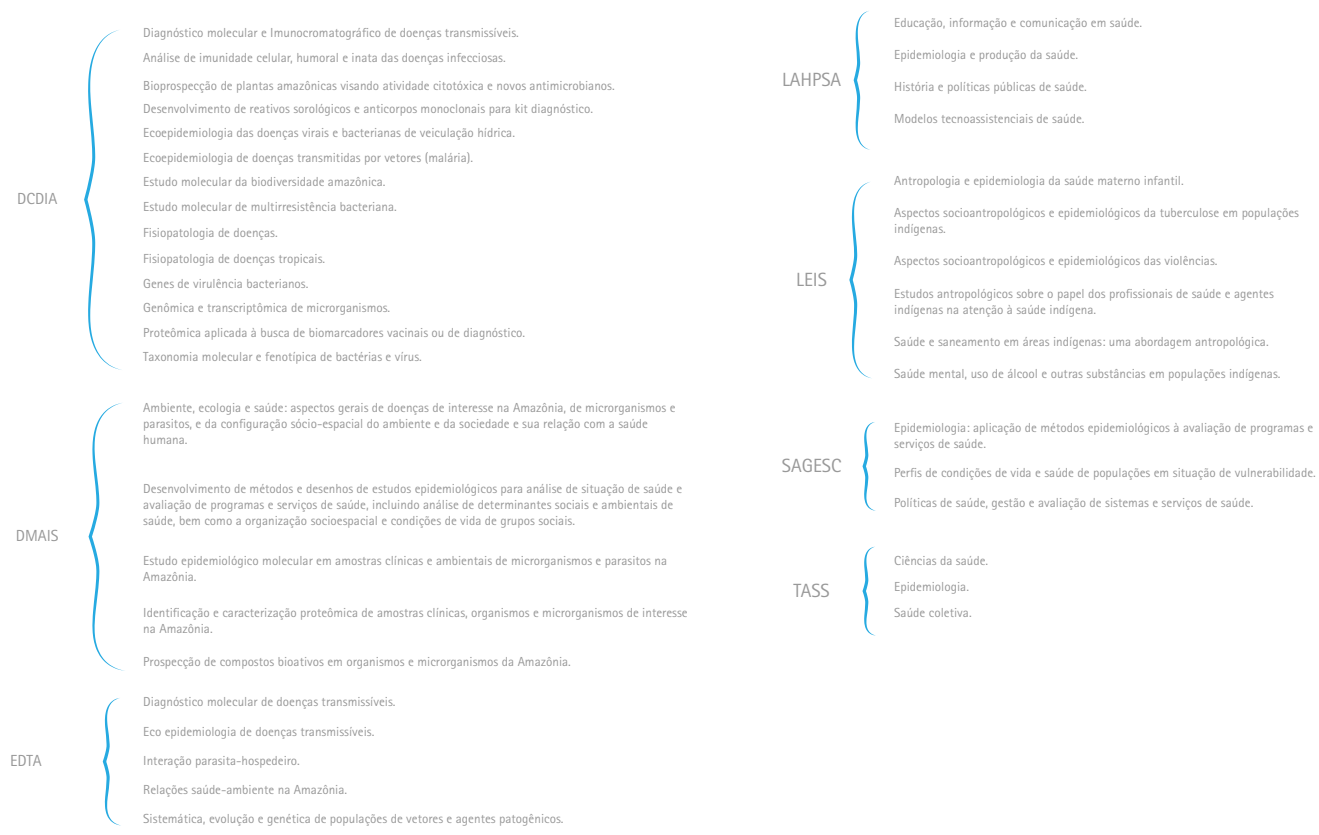 DCDIA
Diagnóstico molecular e Imunocromatográfico de doenças transmissíveis.
Análise de imunidade celular, humoral e inata das doenças infecciosas.
Bioprospecção de plantas amazônicas visando atividade citotóxica e novos antimicrobianos.
Desenvolvimento de reativos sorológicos e anticorpos monoclonais para kit diagnóstico.
Ecoepidemiologia das doenças virais e bacterianas de veiculação hídrica.
Ecoepidemiologia de doenças transmitidas por vetores (malária).
Estudo molecular da biodiversidade amazônica.
Estudo molecular de multirresistência bacteriana.
Fisiopatologia de doenças.
Fisiopatologia de doenças tropicais.
Genes de virulência bacterianos.
Genômica e transcriptômica de microrganismos.
Proteômica aplicada à busca de biomarcadores vacinais ou de diagnóstico.
Taxonomia molecular e fenotípica de bactérias e vírus.
DMAIS
Ambiente, ecologia e saúde: aspectos gerais de doenças de interesse na Amazônia, de microrganismos e
parasitos, e da configuração sócio-espacial do ambiente e da sociedade e sua relação com a saúde
humana.
Desenvolvimento de métodos e desenhos de estudos epidemiológicos para análise de situação de saúde e
avaliação de programas e serviços de saúde, incluindo análise de determinantes sociais e ambientais de
saúde, bem como a organização socioespacial e condições de vida de grupos sociais.
Estudo epidemiológico molecular em amostras clínicas e ambientais de microrganismos e parasitos na
Amazônia.
Identificação e caracterização proteômica de amostras clínicas, organismos e microrganismos de interesse
na Amazônia.
Prospecção de compostos bioativos em organismos e microrganismos da Amazônia.
EDTA
Diagnóstico molecular de doenças transmissíveis.
Eco epidemiologia de doenças transmissíveis.
Interação parasita-hospedeiro.
Relações saúde-ambiente na Amazônia.
Sistemática, evolução e genética de populações de vetores e agentes patogênicos.
LAHPSA
Educação, informação e comunicação em saúde.
Epidemiologia e produção da saúde.
História e políticas públicas de saúde.
Modelos tecnoassistenciais de saúde.
LEIS
Antropologia e epidemiologia da saúde materno infantil.
Aspectos socioantropológicos e epidemiológicos da tuberculose em populações
indígenas.
Aspectos socioantropológicos e epidemiológicos das violências.
Estudos antropológicos sobre o papel dos profissionais de saúde e agentes
indígenas na atenção à saúde indígena.
Saúde e saneamento em áreas indígenas: uma abordagem antropológica.
Saúde mental, uso de álcool e outras substâncias em populações indígenas.
SAGESC
Epidemiologia: aplicação de métodos epidemiológicos à avaliação de programas e
serviços de saúde.
Perfis de condições de vida e saúde de populações em situação de vulnerabilidade.
Políticas de saúde, gestão e avaliação de sistemas e serviços de saúde.
TASS
Ciências da saúde.
Epidemiologia.
Saúde coletiva.